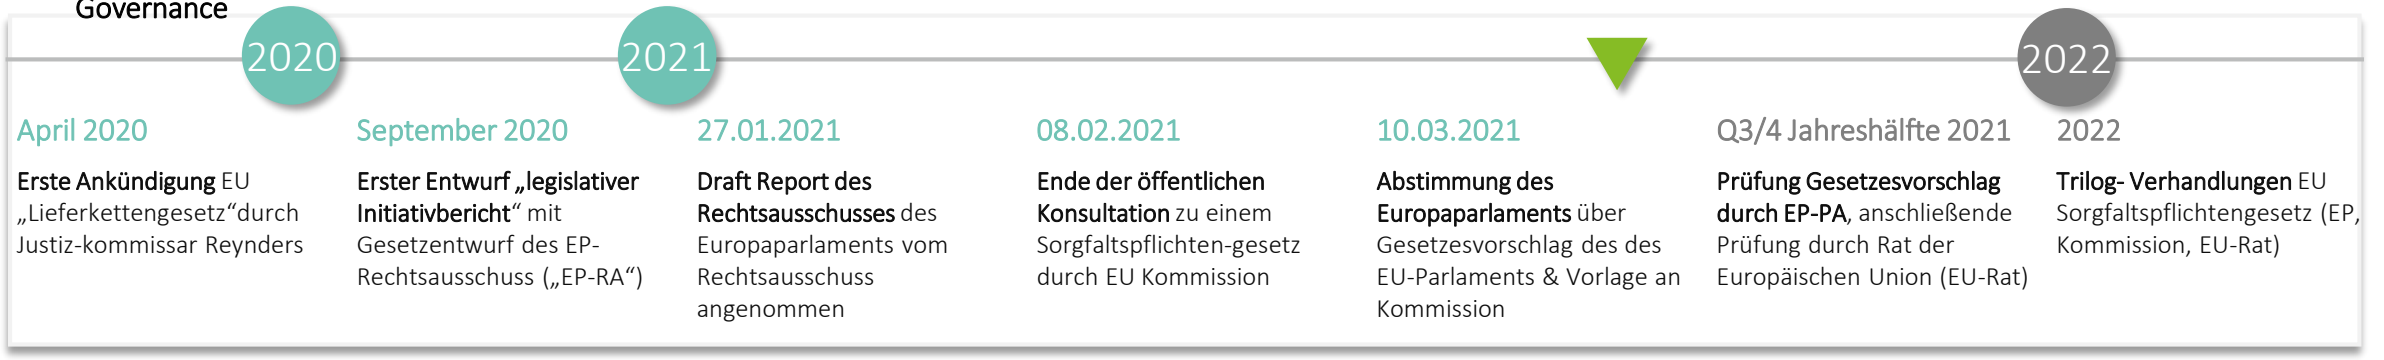 Governance
2020
2021
2022
April 2020
Erste Ankündigung EU
„Lieferkettengesetz“durch
Justiz-kommissar Reynders
September 2020
Erster Entwurf „legislativer
Initiativbericht“ mit
Gesetzentwurf des EP-
Rechtsausschuss („EP-RA“)
27.01.2021
Draft Report des
Rechtsausschusses des
Europaparlaments vom
Rechtsausschuss
angenommen
08.02.2021
Ende der öffentlichen
Konsultation zu einem
Sorgfaltspflichten-gesetz
durch EU Kommission
10.03.2021
Abstimmung des
Europaparlaments über
Gesetzesvorschlag des des
EU-Parlaments & Vorlage an
Kommission
Q3/4 Jahreshälfte 2021
Prüfung Gesetzesvorschlag
durch EP-PA, anschließende
Prüfung durch Rat der
Europäischen Union (EU-Rat)
2022
Trilog- Verhandlungen EU
Sorgfaltspflichtengesetz (EP,
Kommission, EU-Rat)